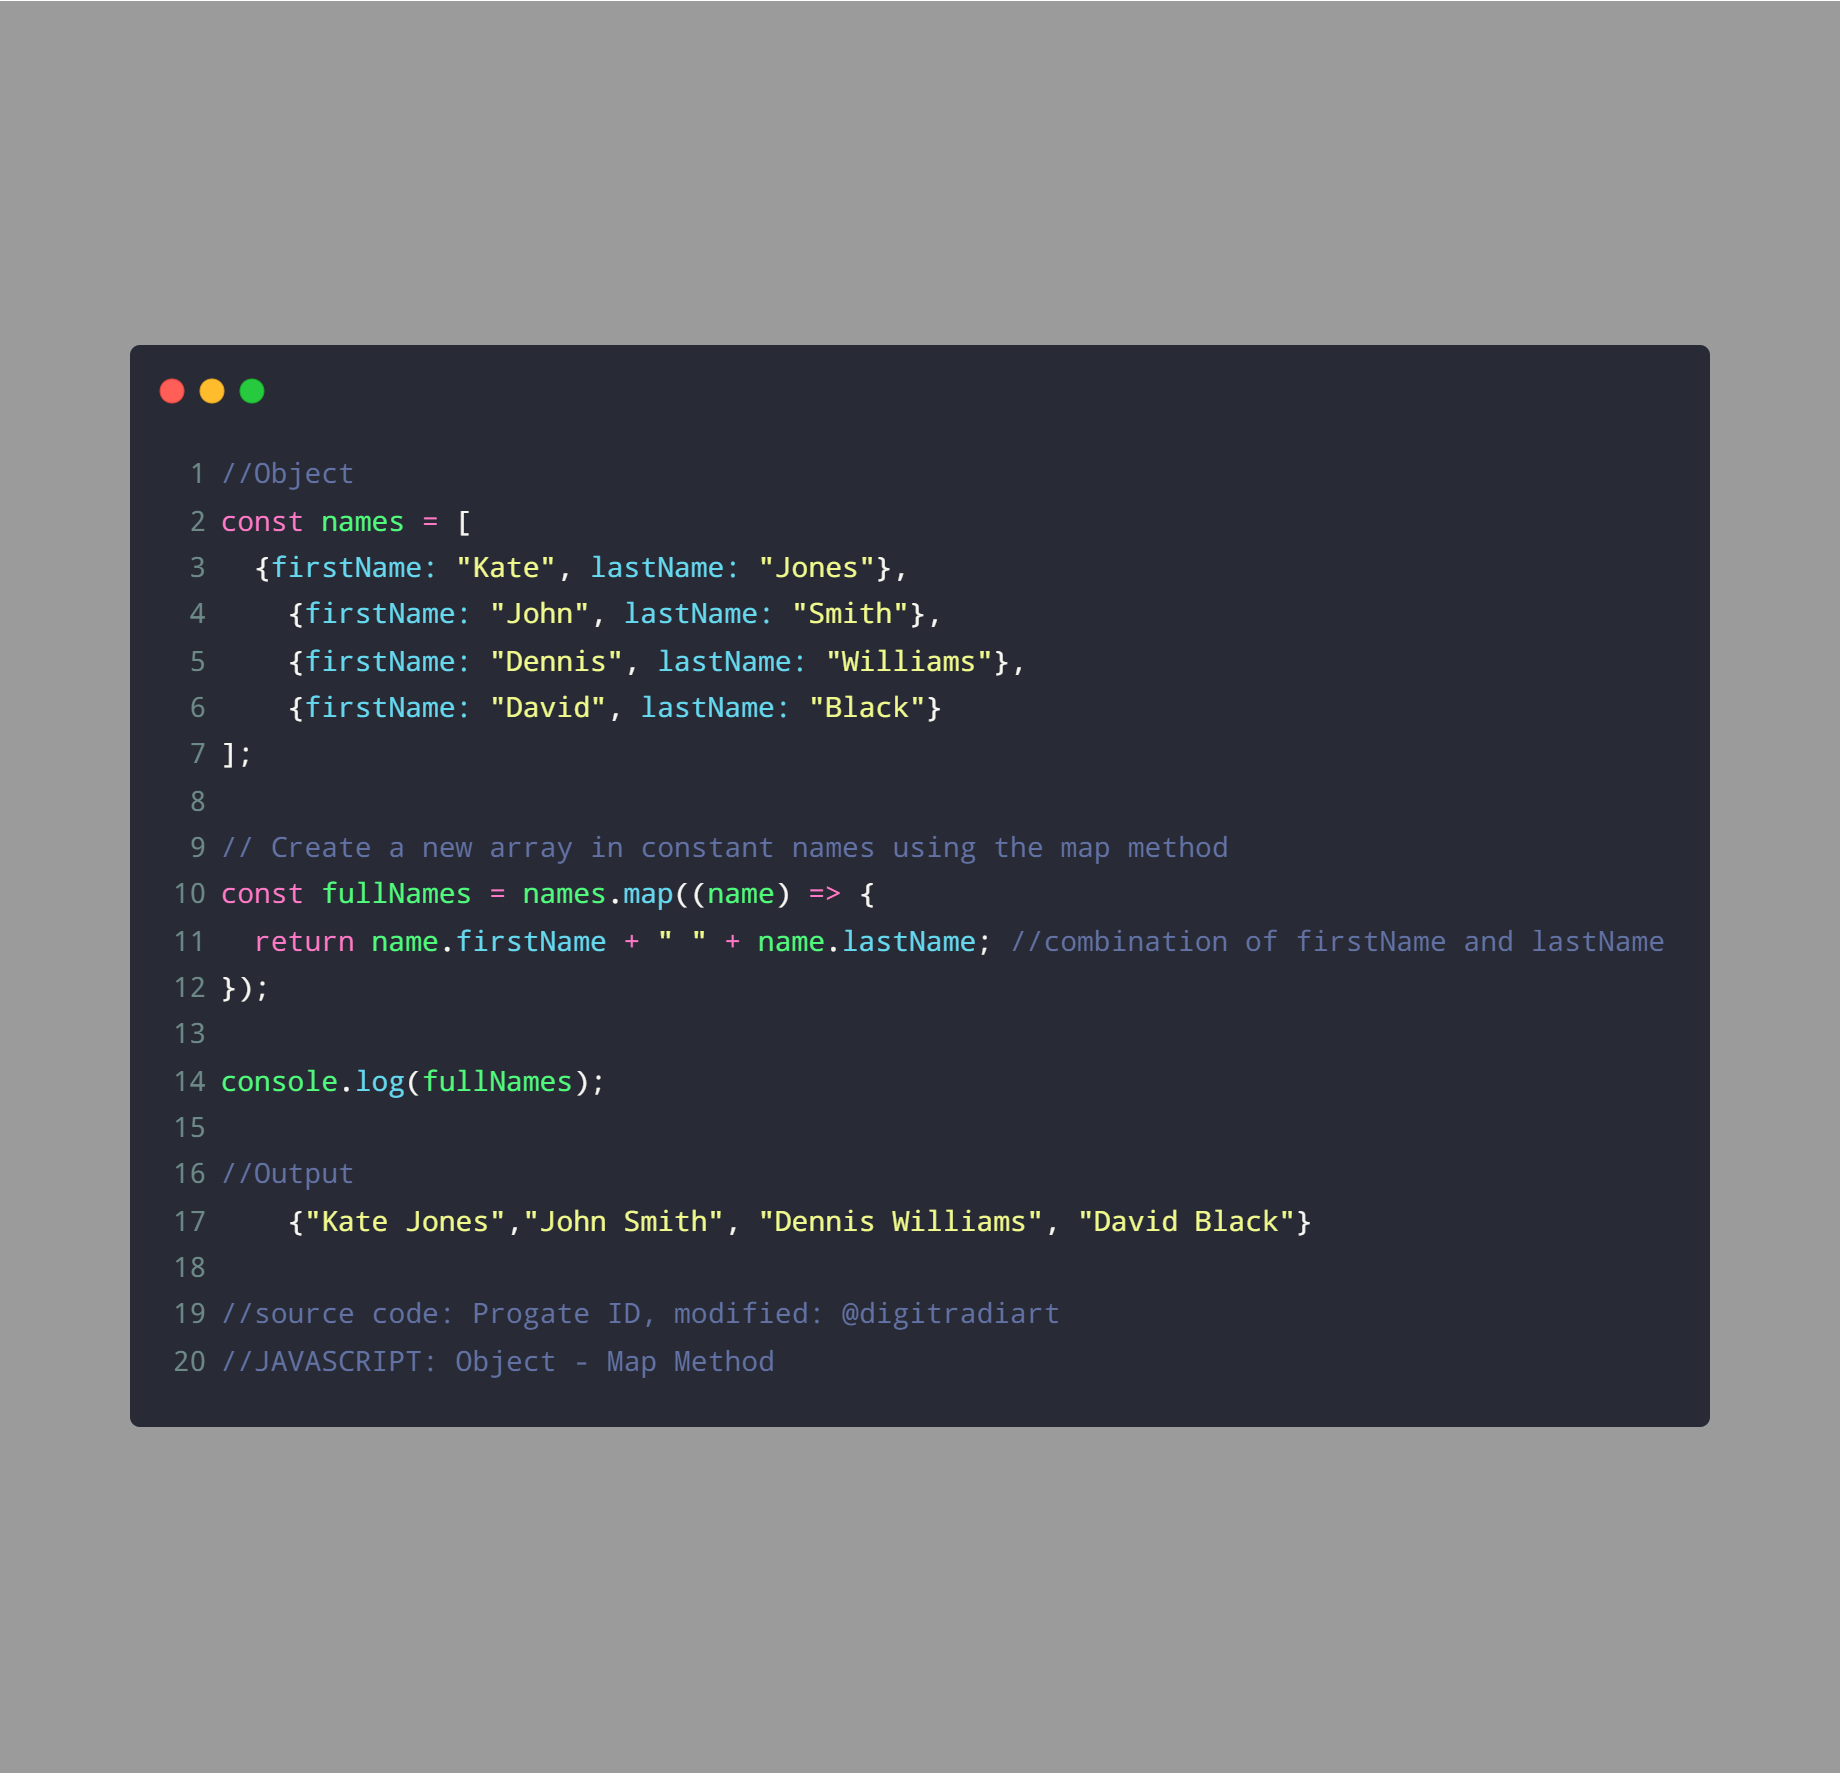 1 //Object
2 const names = [
3   {firstName: "Kate", lastName: "Jones"},
4     {firstName: "John", lastName: "Smith"},
5     {firstName: "Dennis", lastName: "Williams"},
6     {firstName: "David", lastName: "Black"}
7 ];
8
9 // Create a new array in constant names using the map method
10 const fullNames = names.map((name) => {
11   return name.firstName + " " + name.lastName; //combination of firstName and lastName
12 });
13
14 console.log(fullNames);
15
16 //Output
17     {"Kate Jones","John Smith", "Dennis Williams", "David Black"}
18
19 //source code: Progate ID, modified: @digitradiart
20 //JAVASCRIPT: Object - Map Method